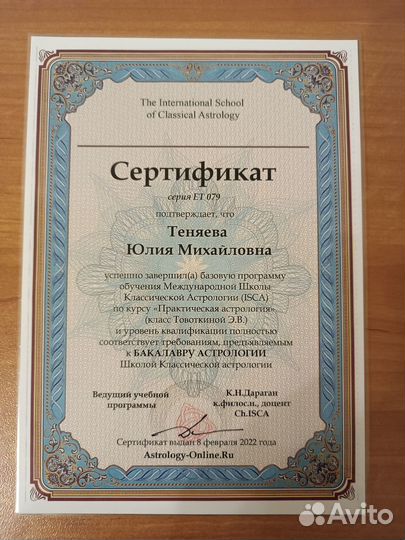 The International School
of Classical Astrology
Сертификат
серия ET 079
подтверждает, что
Теняева
Юлия Михайловна
успешно завершил(а) базовую программу
обучения Международной Школы
Классической Астрологии (ISCA)
по курсу «Практическая астрология»
(класс Товоткиной Э.В.)
и уровень квалификации полностью
соответствует требованиям, предъявляемым
к БАКАЛАВРУ АСТРОЛОГИИ
Школой Классической астрологии
Ведущий учебной
программы
К.Н.Дараган
к.филос.н., доцент
Ch.ISCA
Сертификат выдан 8 февраля 2022 года
Astrology-Online.Ru
Avito